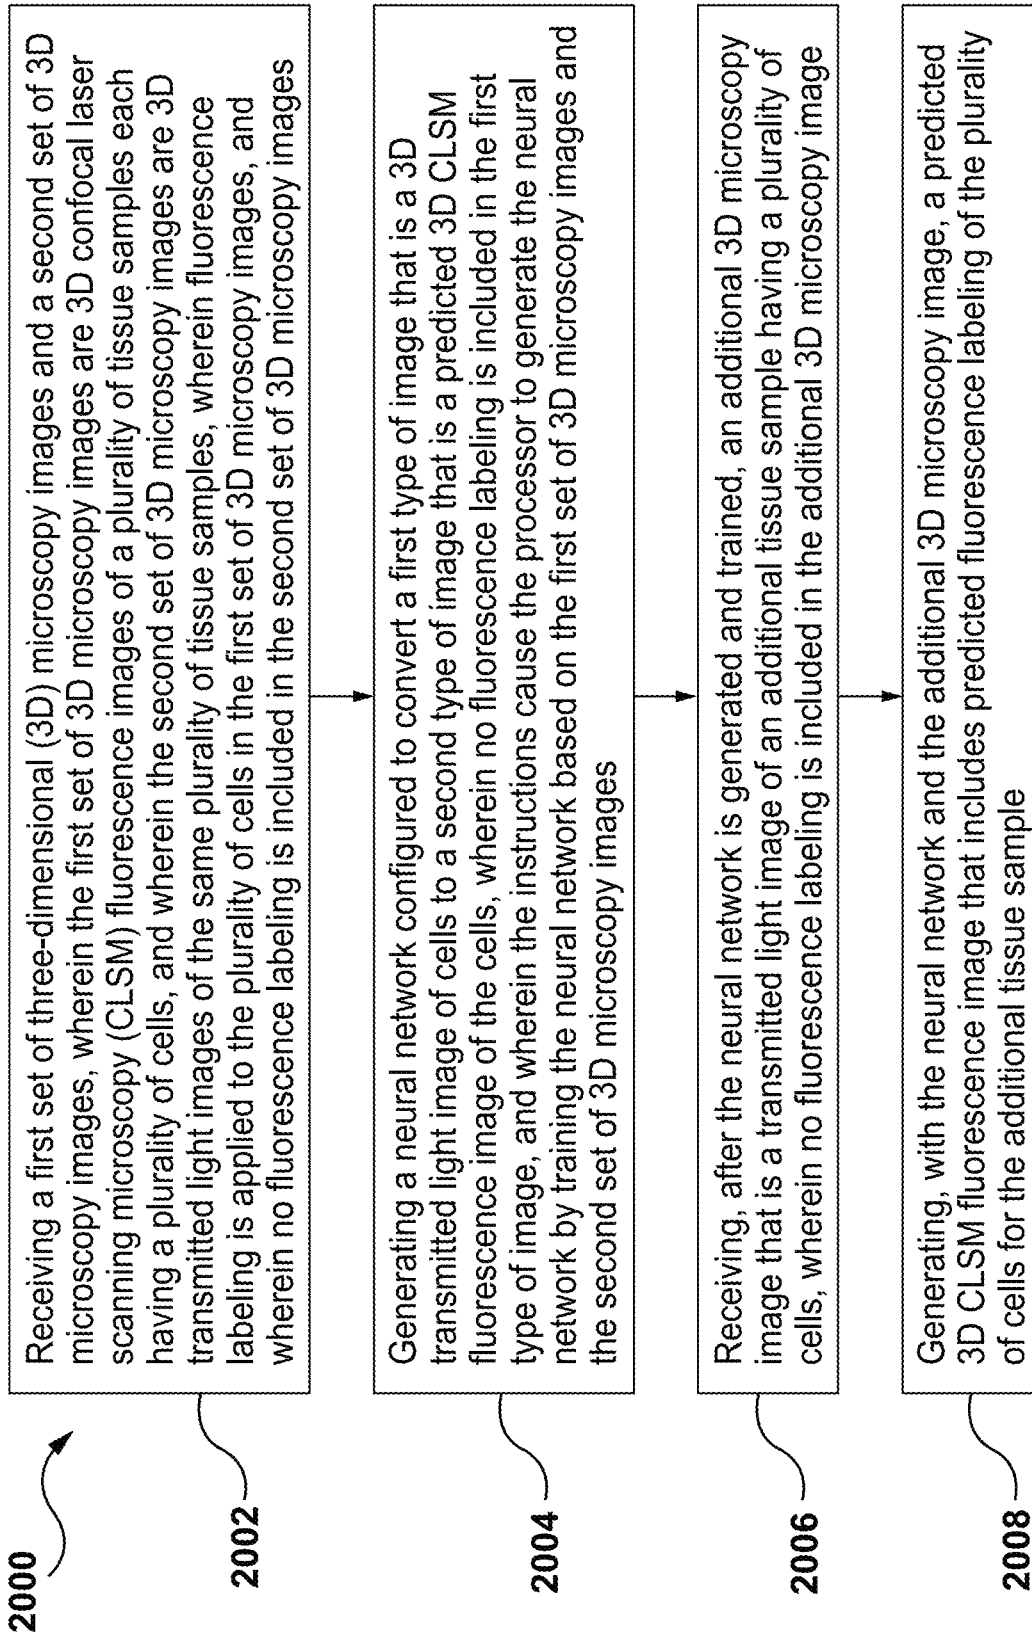 2000
Receiving a first set of three-dimensional (3D) microscopy images and a second set of 3D
microscopy images, wherein the first set of 3D microscopy images are 3D confocal laser
scanning microscopy (CLSM) fluorescence images of a plurality of tissue samples each
having a plurality of cells, and wherein the second set of 3D microscopy images are 3D
transmitted light images of the same plurality of tissue samples, wherein fluorescence
labeling is applied to the plurality of cells in the first set of 3D microscopy images, and
wherein no fluorescence labeling is included in the second set of 3D microscopy images
2002
Generating a neural network configured to convert a first type of image that is a 3D
transmitted light image of cells to a second type of image that is a predicted 3D CLSM
fluorescence image of the cells, wherein no fluorescence labeling is included in the first
type of image, and wherein the instructions cause the processor to generate the neural
network by training the neural network based on the first set of 3D microscopy images and
the second set of 3D microscopy images
2004
Receiving, after the neural network is generated and trained, an additional 3D microscopy
image that is a transmitted light image of an additional tissue sample having a plurality of
cells, wherein no fluorescence labeling is included in the additional 3D microscopy image
2006
Generating, with the neural network and the additional 3D microscopy image, a predicted
3D CLSM fluorescence image that includes predicted fluorescence labeling of the plurality
of cells for the additional tissue sample
2008